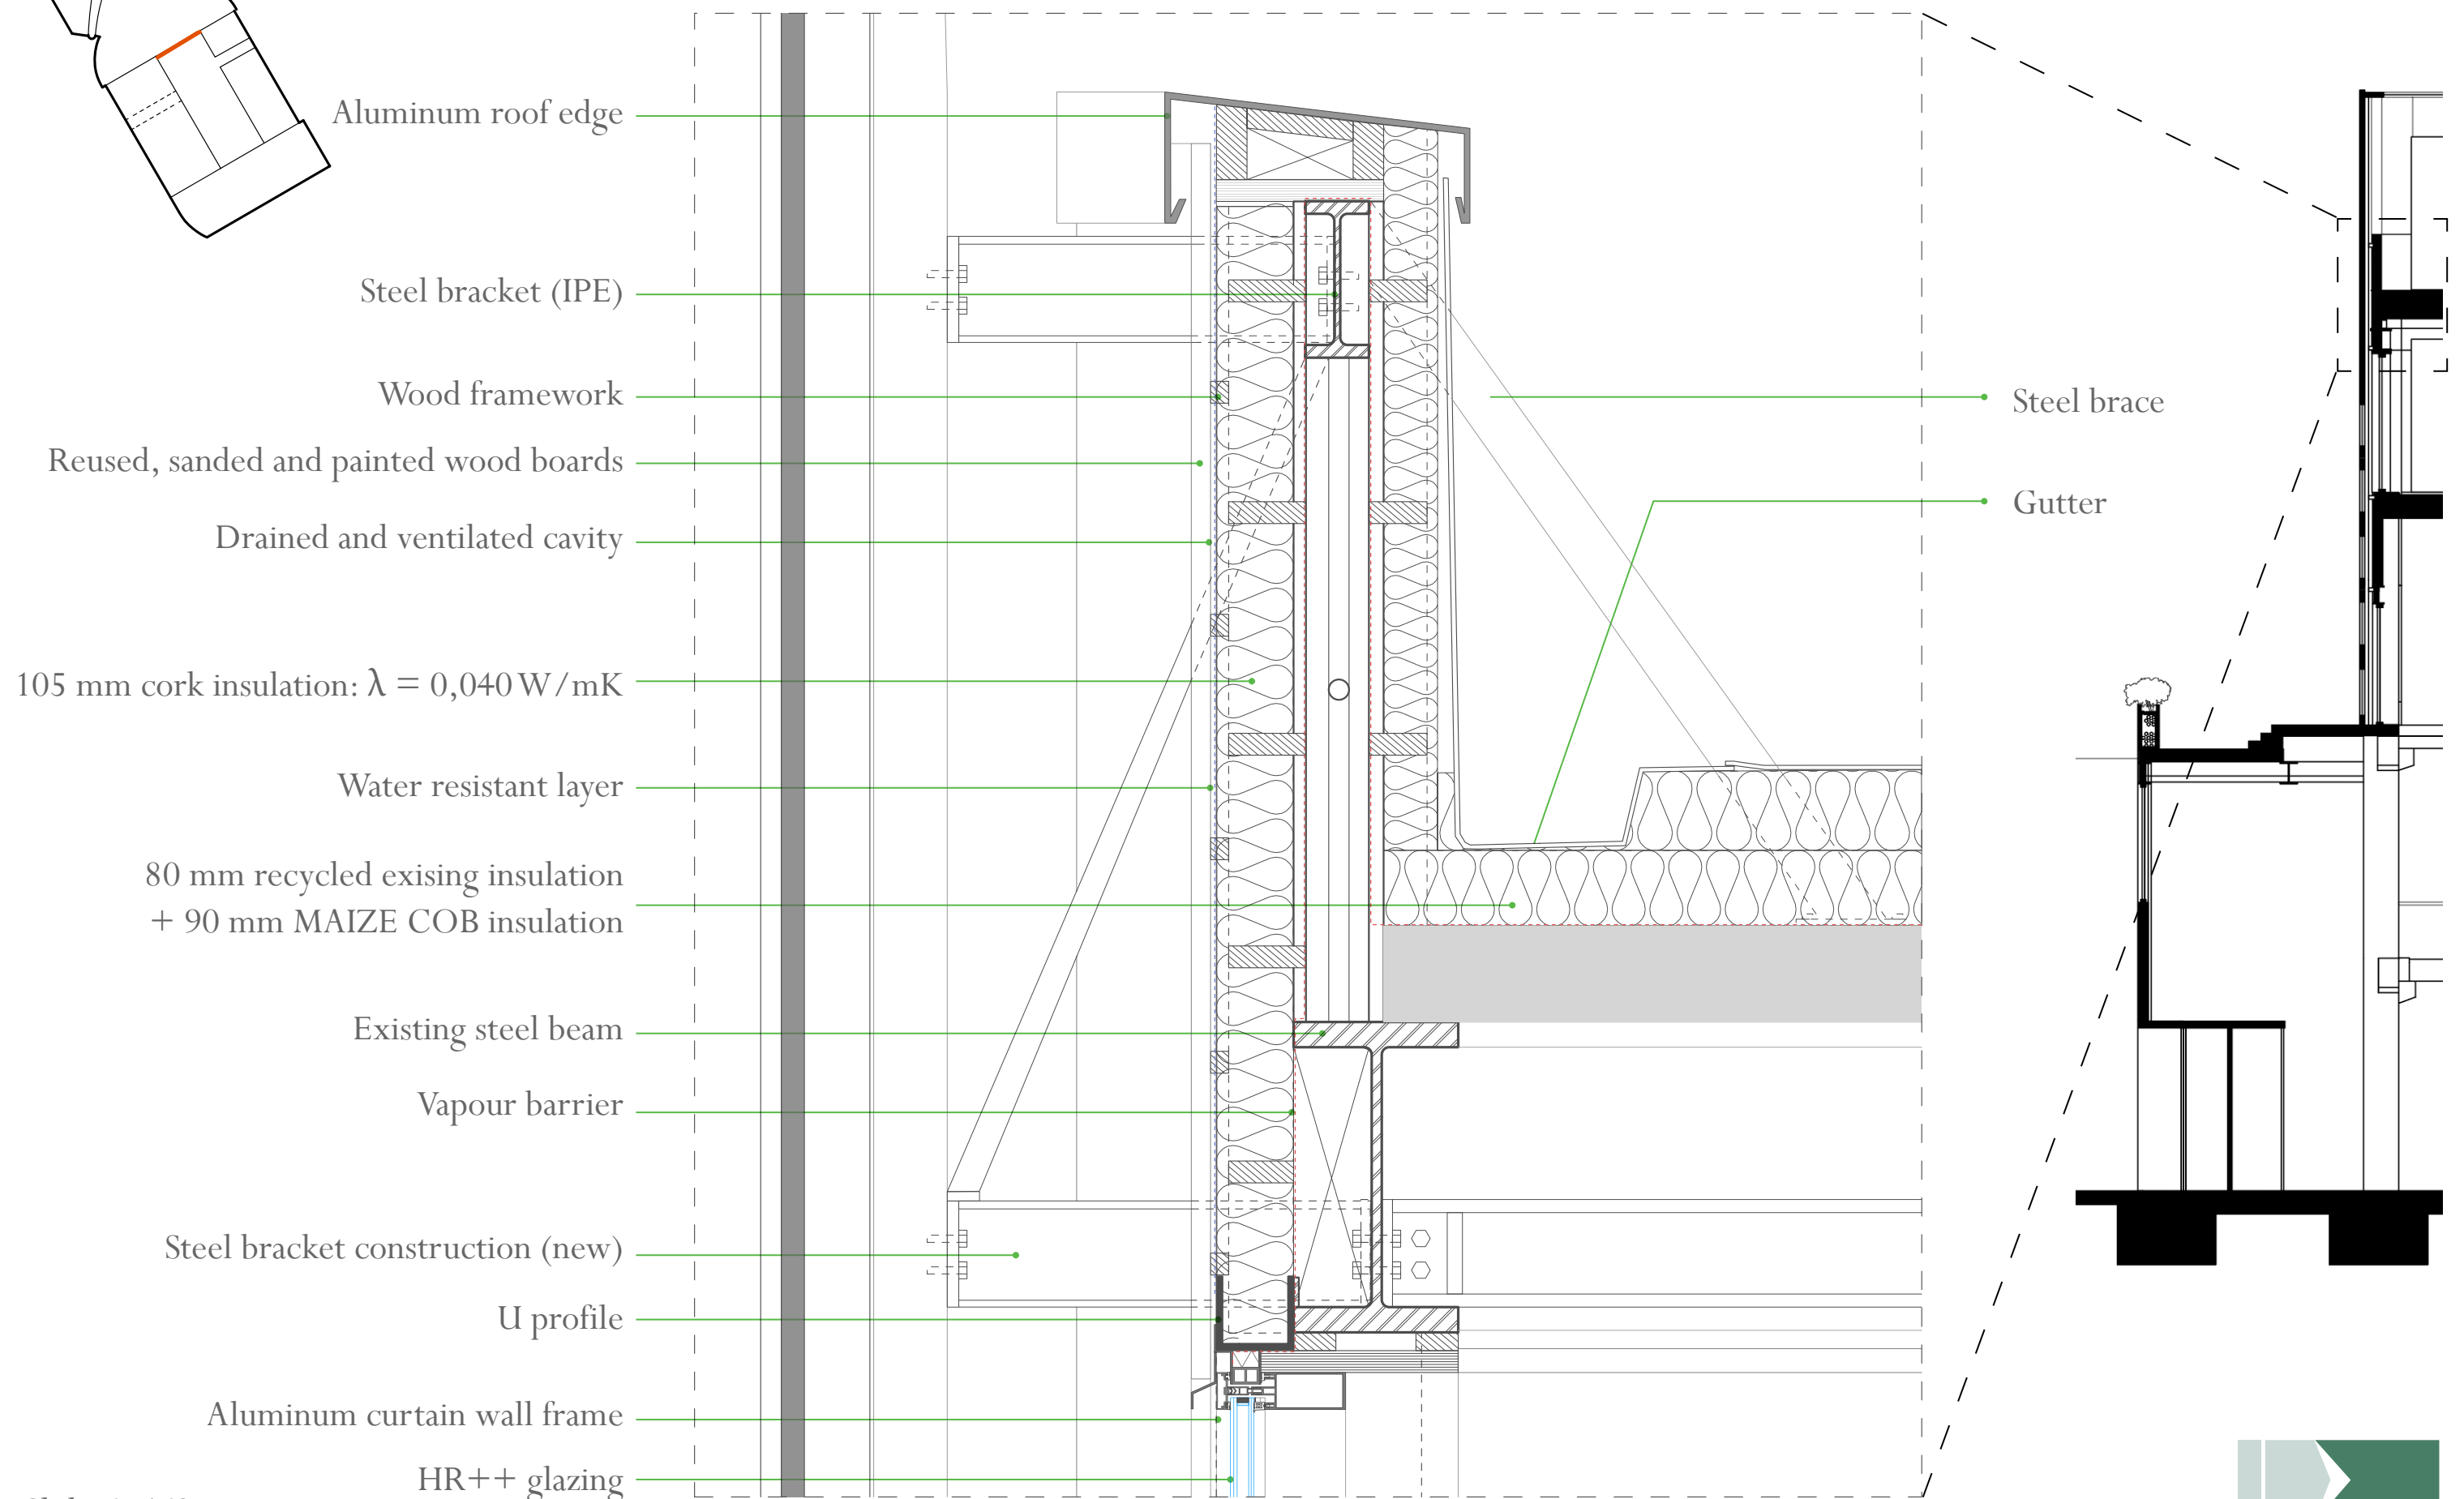 Aluminum roof edge
Steel bracket (IPE)
Wood framework
Reused, sanded and painted wood boards
Drained and ventilated cavity
105 mm cork insulation: λ = 0,040 W/mK
Water resistant layer
80 mm recycled exising insulation
+ 90 mm MAIZE COB insulation
Existing steel beam
Vapour barrier
Steel bracket construction (new)
U profile
Aluminum curtain wall frame
HR++ glazing
Steel brace
Gutter